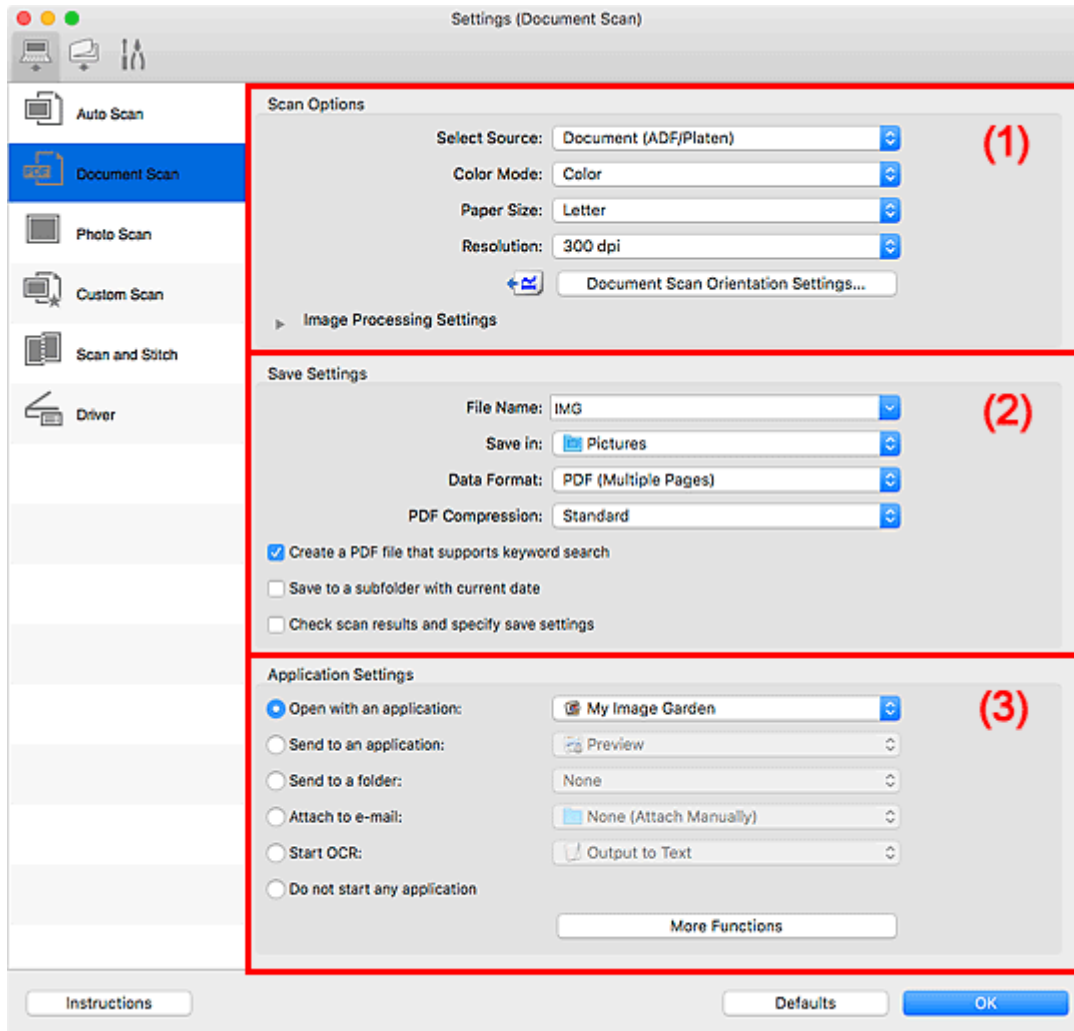 Settings (Document Scan)
Auto Scan
Document Scan
Photo Scan
Custom Scan
Scan and Stitch
Driver
Scan Options
(1)
Select Source: Document (ADF/Platen)
Color Mode: Color
Paper Size: Letter
Resolution: 300 dpi
Document Scan Orientation Settings...
Image Processing Settings
Save Settings
(2)
File Name: IMG
Save in: Pictures
Data Format: PDF (Multiple Pages)
PDF Compression: Standard
Create a PDF file that supports keyword search
Save to a subfolder with current date
Check scan results and specify save settings
Application Settings
(3)
Open with an application: My Image Garden
Send to an application: Preview
Send to a folder: None
Attach to e-mail: None (Attach Manually)
Start OCR: Output to Text
Do not start any application
More Functions
Instructions Defaults OK